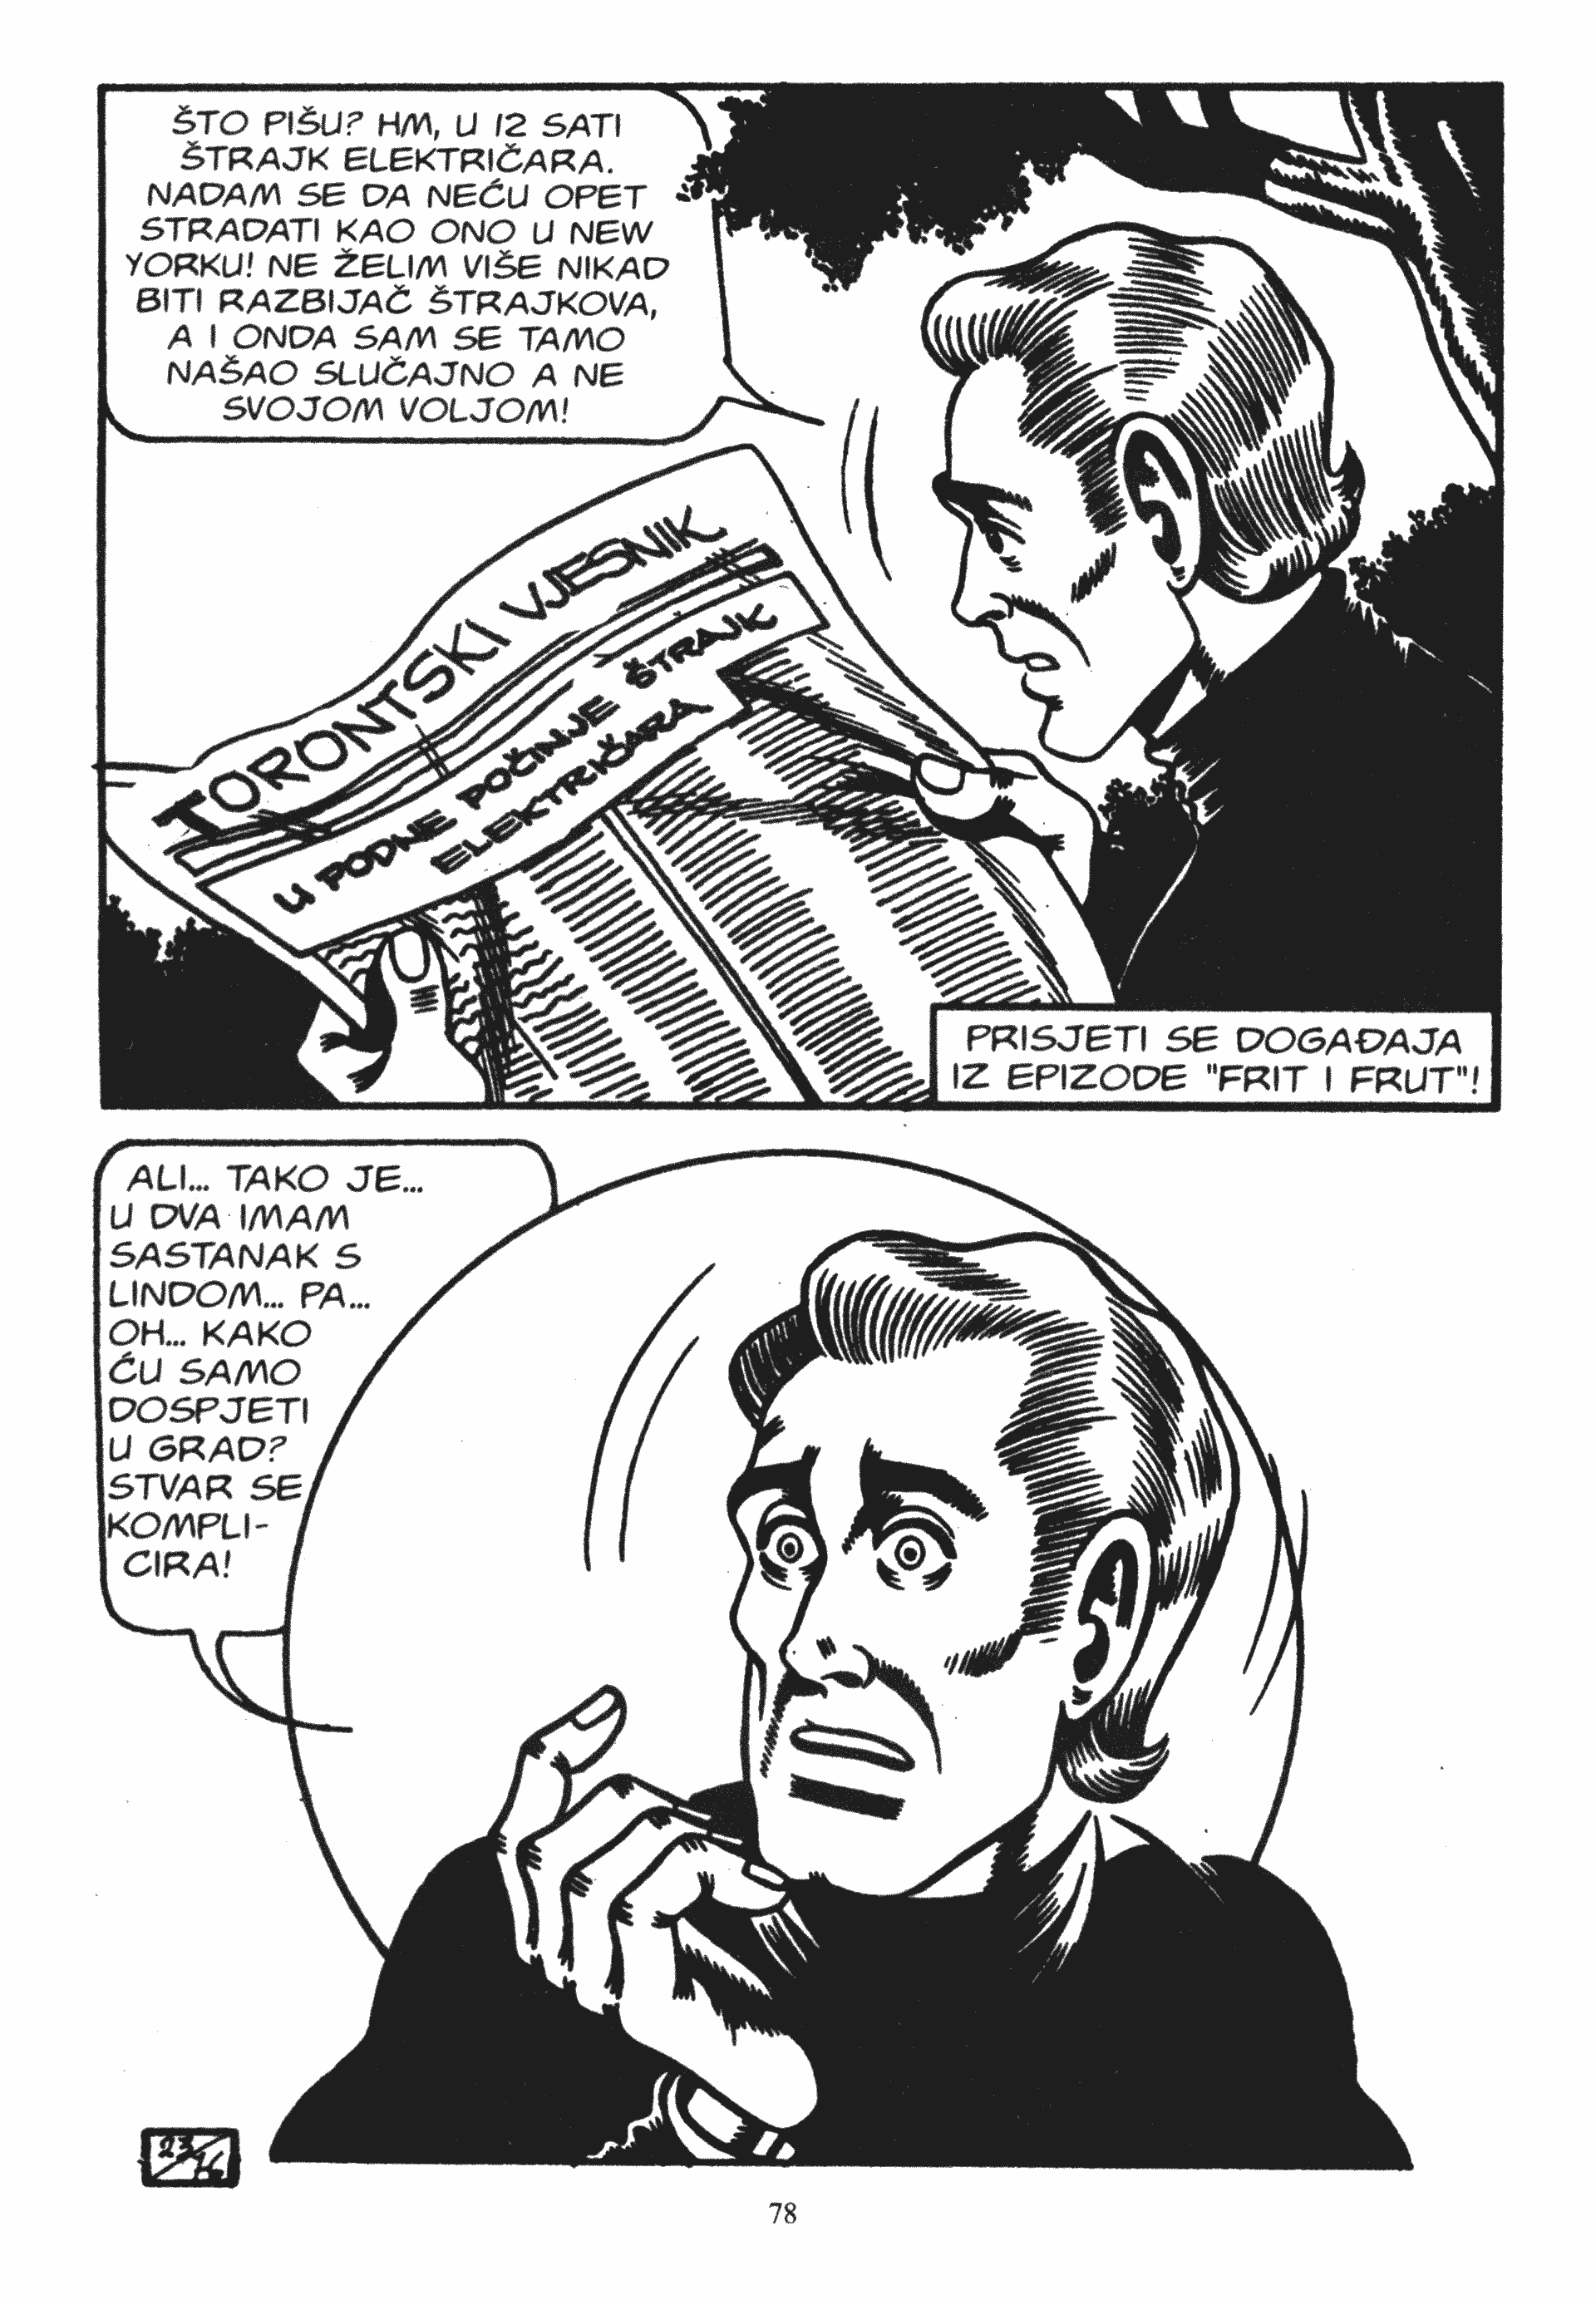 ŠTO PIŠU? HM, U 12 SATI
ŠTRAJK ELEKTRIČARA.
NADAM SE DA NEĆU OPET
STRADATI KAO ONO U NEW
YORKU! NE ŽELIM VIŠE NIKAD
BITI RAZBIJAČ ŠTRAJKOVA,
A I ONDA SAM SE TAMO
NAŠAO SLUČAJNO A NE
SVOJOM VOLJOM!
TORONTSKI VJESNIK
U PODNE POČINJE ŠTRAJK
ELEKTRIČARA
PRISJETI SE DOGAĐAJA
IZ EPIZODE "FRIT I FRUT"!
ALI... TAKO JE...
U DVA IMAM
SASTANAK S
LINDOM... PA...
OH... KAKO
ĆU SAMO
DOSPJETI
U GRAD?
STVAR SE
KOMPLI-
CIRA!
78